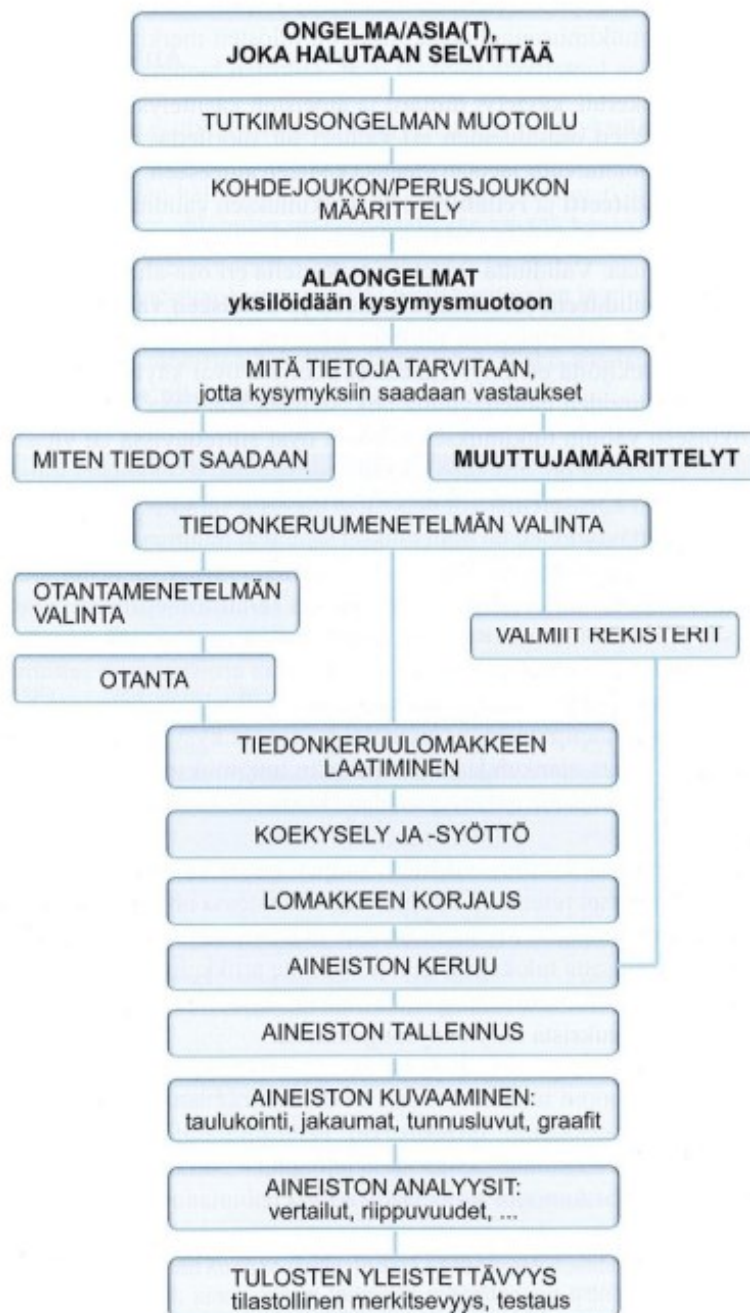 ONGELMA/ASIA(T),
JOKA HALUTAAN SELVITTÄÄ
TUTKIMUSONGELMAN MUOTOILU
KOHDEJOUKON/PERUSJOUKON
MÄÄRITTELY
ALAONGELMAT
yksilöidään kysymysmuotoon
MITÄ TIETOJA TARVITAAN,
jotta kysymyksiin saadaan vastaukset
MITEN TIEDOT SAADAAN
MUUTTUJAMÄÄRITTELYT
TIEDONKERUUMENETELMÄN VALINTA
OTANTAMENETELMÄN
VALINTA
VALMIIT REKISTERIT
OTANTA
TIEDONKERUULOMAKKEEN
LAATIMINEN
KOEKYSELY JA -SYÖTTÖ
LOMAKKEEN KORJAUS
AINEISTON KERUU
AINEISTON TALLENNUS
AINEISTON KUVAAMINEN:
taulukointi, jakaumat, tunnusluvut, graafit
AINEISTON ANALYYSIT:
vertailut, riippuvuudet, ...
TULOSTEN YLEISTETTÄVYYS
tilastollinen merkitsevyys, testaus